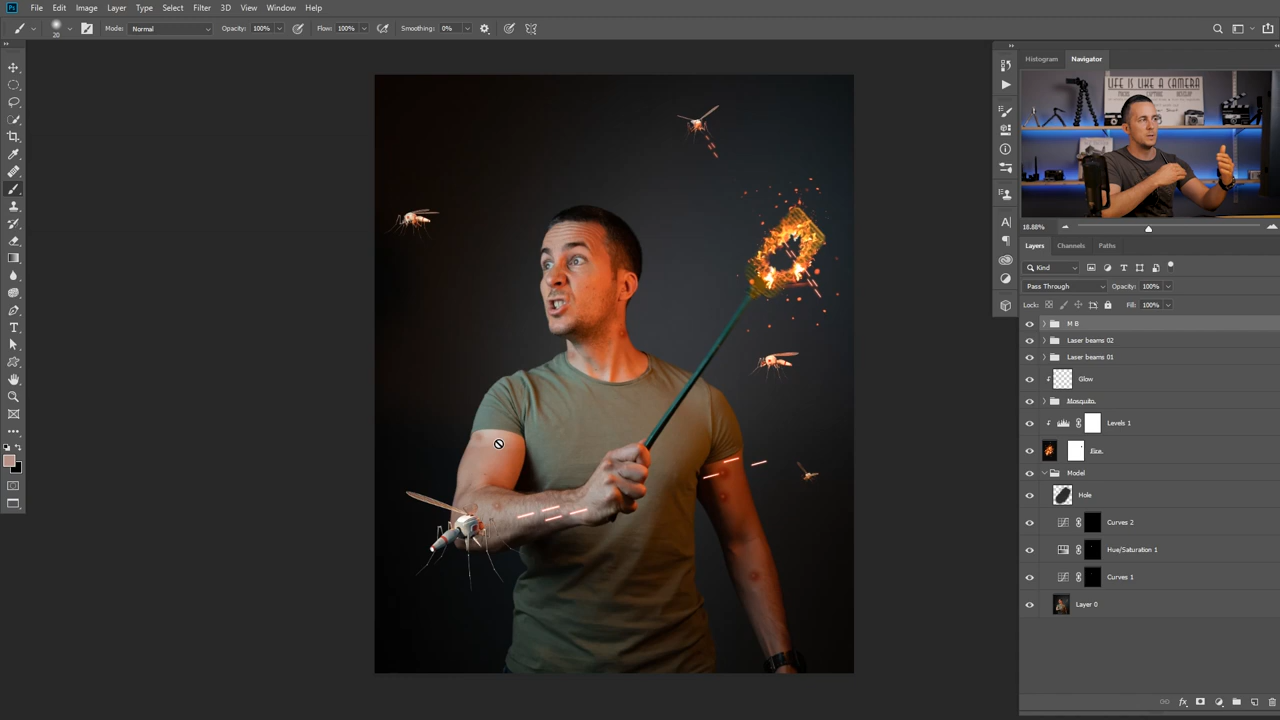 Ps File Edit Image Layer Type Select Filter 3D View Window Help
20 Mode: Normal Opacity: 100% Flow: 100% Smoothing: 0%
Histogram Navigator
LIFE IS LIKE A CAMERA
18.88%
Layers Channels Paths
Kind
Pass Through Opacity: 100%
Lock: Fill: 100%
M B
Laser beams 02
Laser beams 01
Glow
Mosquito.
Levels 1
Fire.
Model
Hole
Curves 2
Hue/Saturation 1
Curves 1
Layer 0